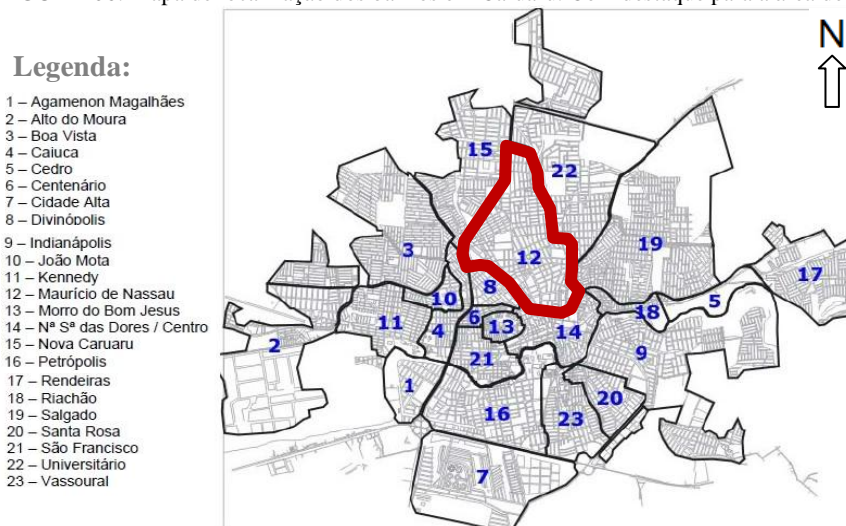 Legenda:
1 – Agamenon Magalhães
2 – Alto do Moura
3 – Boa Vista
4 – Caiuca
5 – Cedro
6 – Centenário
7 – Cidade Alta
8 – Divinópolis
9 – Indianápolis
10 – João Mota
11 – Kennedy
12 – Maurício de Nassau
13 – Morro do Bom Jesus
14 – Nª Sª das Dores / Centro
15 – Nova Caruaru
16 – Petrópolis
17 – Rendeiras
18 – Riachão
19 – Salgado
20 – Santa Rosa
21 – São Francisco
22 – Universitário
23 – Vassoural
N
15
22
3
12
19
17
8
10
5
18
2
11
4
6
13
14
9
21
1
16
23
20
7